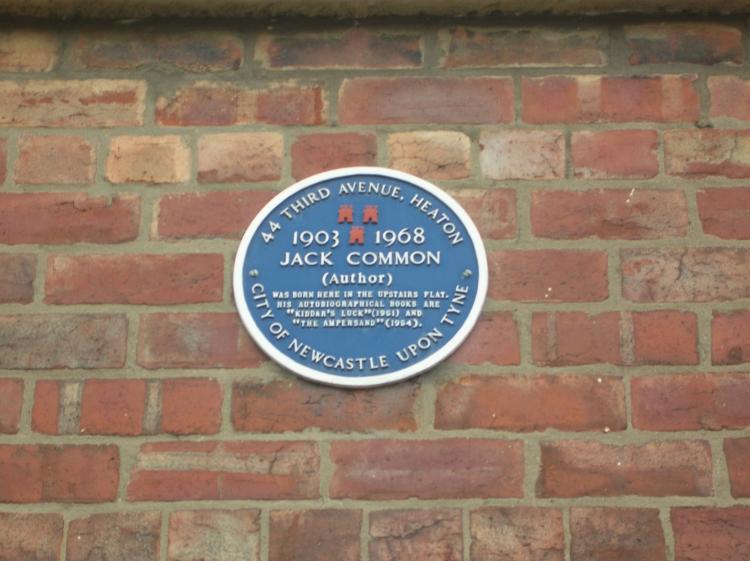 44 THIRD AVENUE, HEATON
1903 1968
JACK COMMON
(Author)
WAS BORN HERE IN THE UPSTAIRS FLAT.
HIS AUTOBIOGRAPHICAL BOOKS ARE
"KIDDAR'S LUCK"(1951) AND
"THE AMPERSAND"(1954).
CITY OF NEWCASTLE UPON TYNE